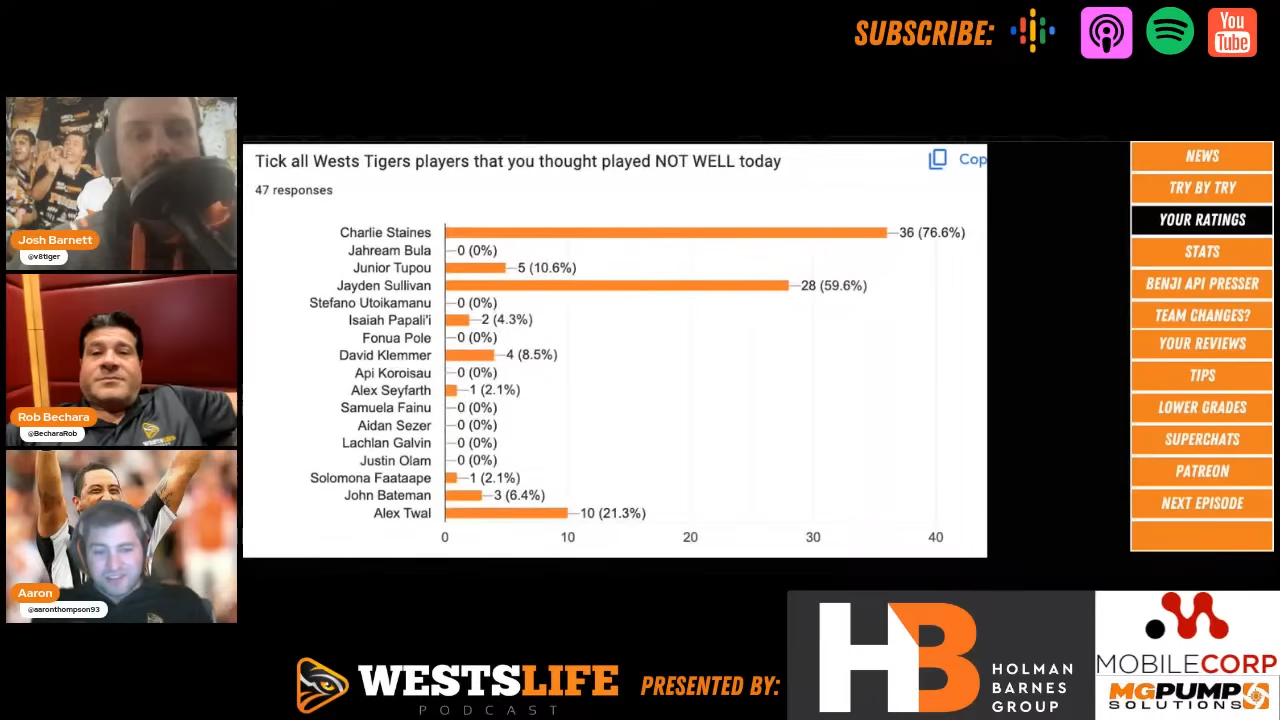 SUBSCRIBE:
You
Tube
Josh Barnett
@v8tiger
Rob Bechara
@BecharaRob
Aaron
@aaronthompson93
Tick all Wests Tigers players that you thought played NOT WELL today
Cop
47 responses
Charlie Staines 36 (76.6%)
Jahream Bula 0 (0%)
Junior Tupou 5 (10.6%)
Jayden Sullivan 28 (59.6%)
Stefano Utoikamanu 0 (0%)
Isaiah Papali'i 2 (4.3%)
Fonua Pole 0 (0%)
David Klemmer 4 (8.5%)
Api Koroisau 0 (0%)
Alex Seyfarth 1 (2.1%)
Samuela Fainu 0 (0%)
Aidan Sezer 0 (0%)
Lachlan Galvin 0 (0%)
Justin Olam 0 (0%)
Solomona Faataape 1 (2.1%)
John Bateman 3 (6.4%)
Alex Twal 10 (21.3%)
0 10 20 30 40
NEWS
TRY BY TRY
YOUR RATINGS
STATS
BENJI API PRESSER
TEAM CHANGES?
YOUR REVIEWS
TIPS
LOWER GRADES
SUPERCHATS
PATREON
NEXT EPISODE
WESTSLIFE
PODCAST
PRESENTED BY:
HB
HOLMAN
BARNES
GROUP
MOBILECORP
MGPUMP
SOLUTIONS